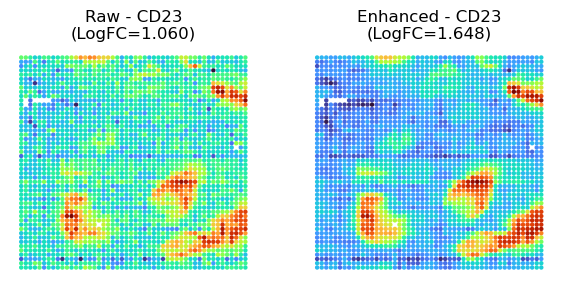 Raw - CD23
(LogFC=1.060)
Enhanced - CD23
(LogFC=1.648)